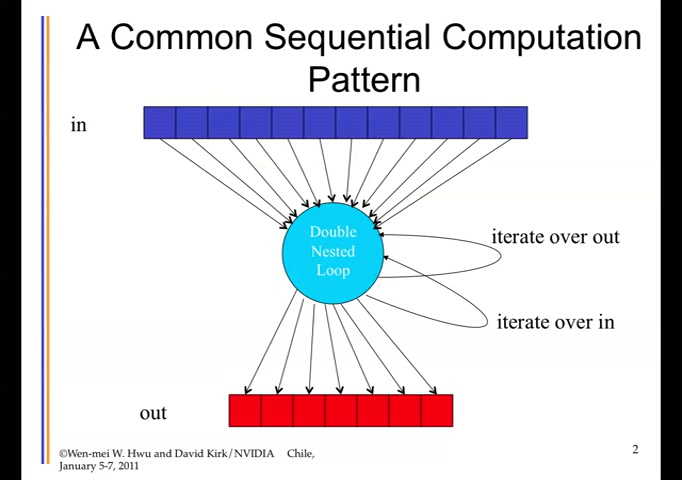 A Common Sequential Computation
Pattern
in
Double
Nested
Loop
iterate over out
iterate over in
out
©Wen-mei W. Hwu and David Kirk/NVIDIA Chile,
January 5-7, 2011
2